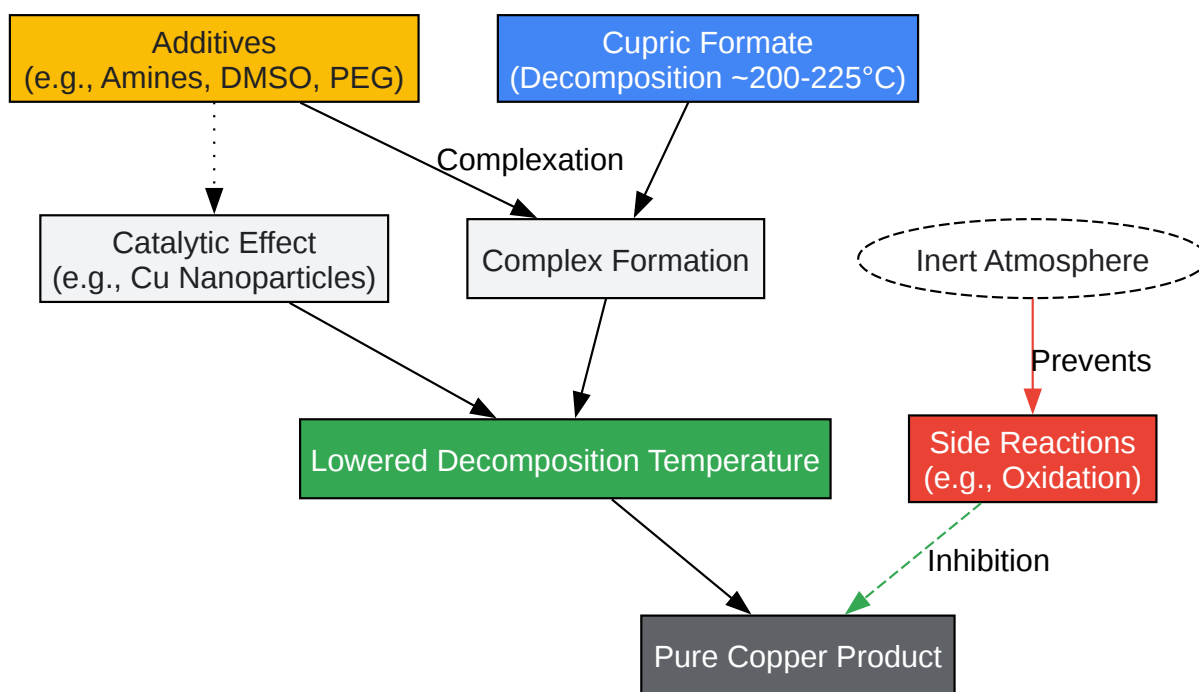 Additives
(e.g., Amines, DMSO, PEG)
Cupric Formate
(Decomposition ~200-225°C)
Complexation
Catalytic Effect
(e.g., Cu Nanoparticles)
Complex Formation
Inert Atmosphere
Prevents
Lowered Decomposition Temperature
Side Reactions
(e.g., Oxidation)
Inhibition
Pure Copper Product